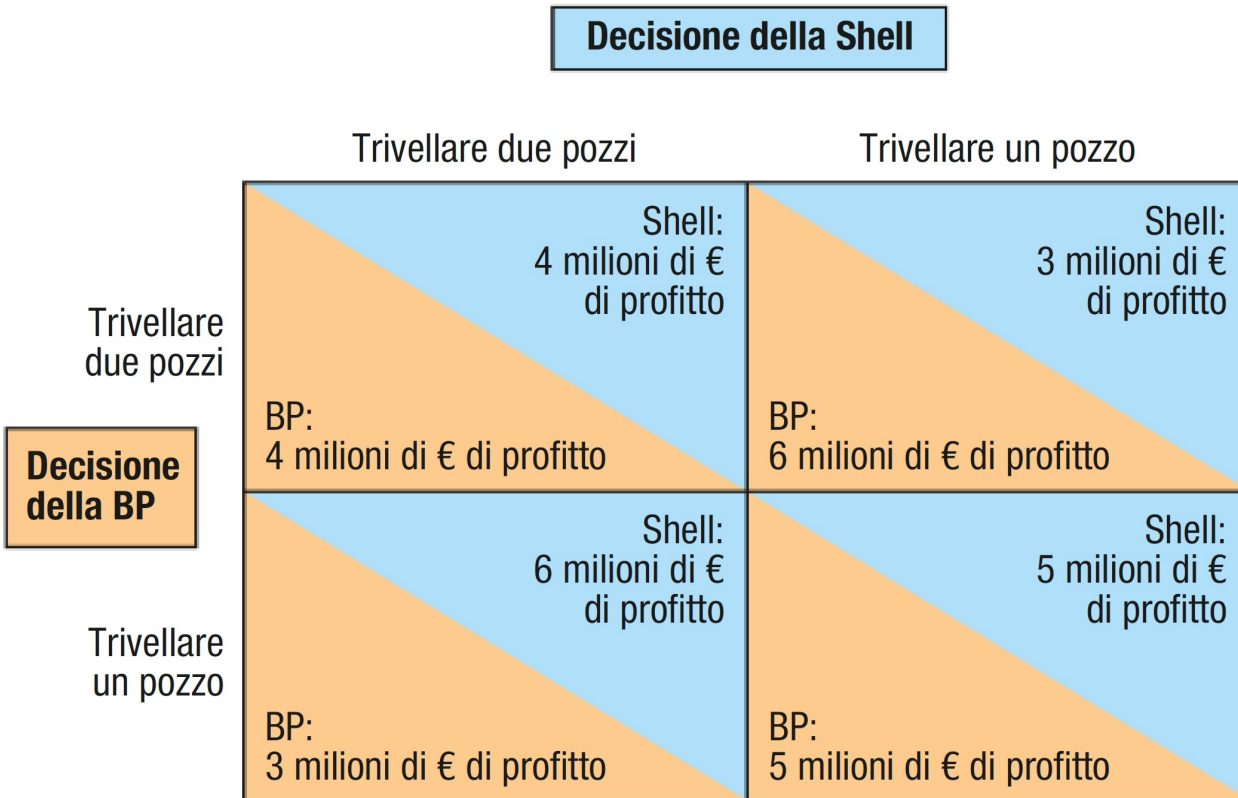 Decisione della Shell
Trivellare due pozzi
Trivellare un pozzo
Trivellare
due pozzi
Shell:
4 milioni di €
di profitto
BP:
4 milioni di € di profitto
Shell:
3 milioni di €
di profitto
BP:
6 milioni di € di profitto
Decisione
della BP
Trivellare
un pozzo
Shell:
6 milioni di €
di profitto
BP:
3 milioni di € di profitto
Shell:
5 milioni di €
di profitto
BP:
5 milioni di € di profitto